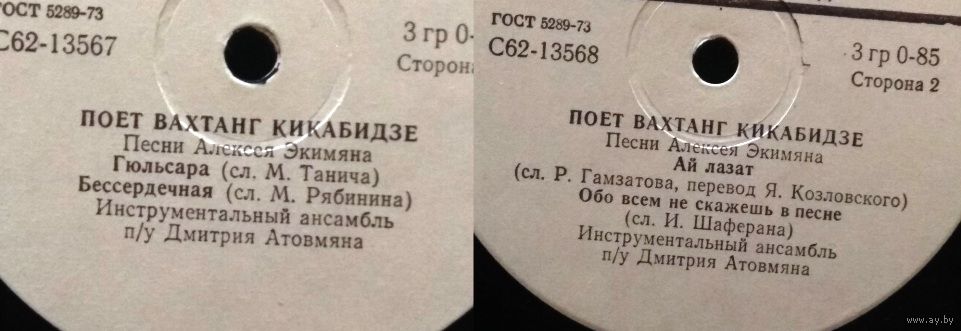 ГОСТ 5289-73
С62-13567
3 гр 0-
Сторона
ПОЕТ ВАХТАНГ КИКАБИДЗЕ
Песни Алексея Экимяна
Гюльсара (сл. М. Танича)
Бессердечная (сл. М. Рябинина)
Инструментальный ансамбль
п/у Дмитрия Атовмяна
ГОСТ 5289-73
С62-13568
3 гр 0-85
Сторона 2
ПОЕТ ВАХТАНГ КИКАБИДЗЕ
Песни Алексея Экимяна
Ай лазат
(сл. Р. Гамзатова, перевод Я. Козловского)
Обо всем не скажешь в песне
(сл. И. Шаферана)
Инструментальный ансамбль
п/у Дмитрия Атовмяна
www.ay.by